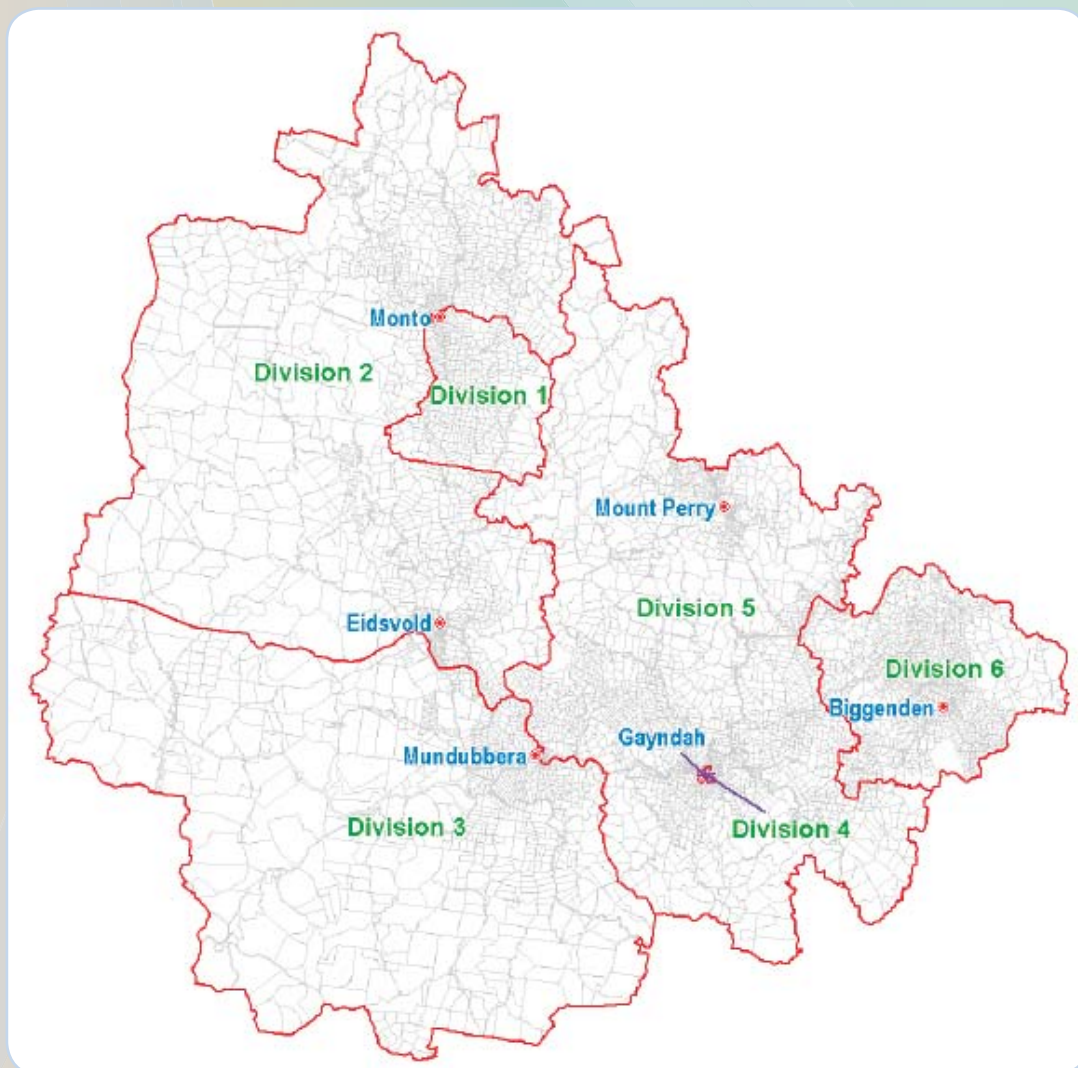 Monto
Division 2
Division 1
Mount Perry
Division 5
Eidsvold
Division 6
Biggenden
Gayndah
Mundubbera
Division 3
Division 4